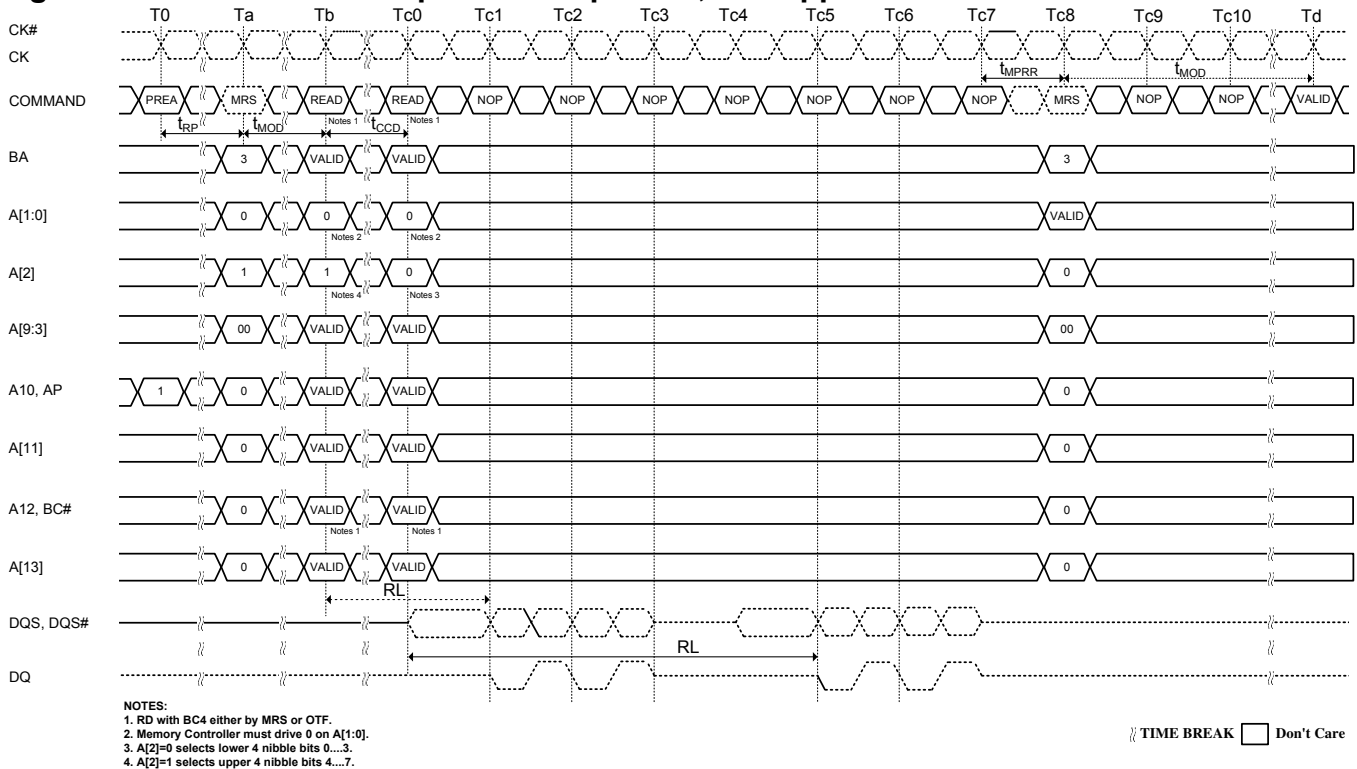 T0 Ta Tb Tc0 Tc1 Tc2 Tc3 Tc4 Tc5 Tc6 Tc7 Tc8 Tc9 Tc10 Td
CK#
CK
tMPRR tMOD
COMMAND PREA MRS READ READ NOP NOP NOP NOP NOP NOP NOP MRS NOP NOP VALID
Notes 1 Notes 1
tRP tMOD tCCD
BA 3 VALID VALID 3
A[1:0] 0 0 0 VALID
Notes 2 Notes 2
A[2] 1 1 0 0
Notes 4 Notes 3
A[9:3] 00 VALID VALID 00
A10, AP 1 0 VALID VALID 0
A[11] 0 VALID VALID 0
A12, BC# 0 VALID VALID 0
Notes 1 Notes 1
A[13] 0 VALID VALID 0
RL
DQS, DQS#
RL
DQ
NOTES:
1. RD with BC4 either by MRS or OTF.
2. Memory Controller must drive 0 on A[1:0].
3. A[2]=0 selects lower 4 nibble bits 0....3.
4. A[2]=1 selects upper 4 nibble bits 4....7.
TIME BREAK Don't Care